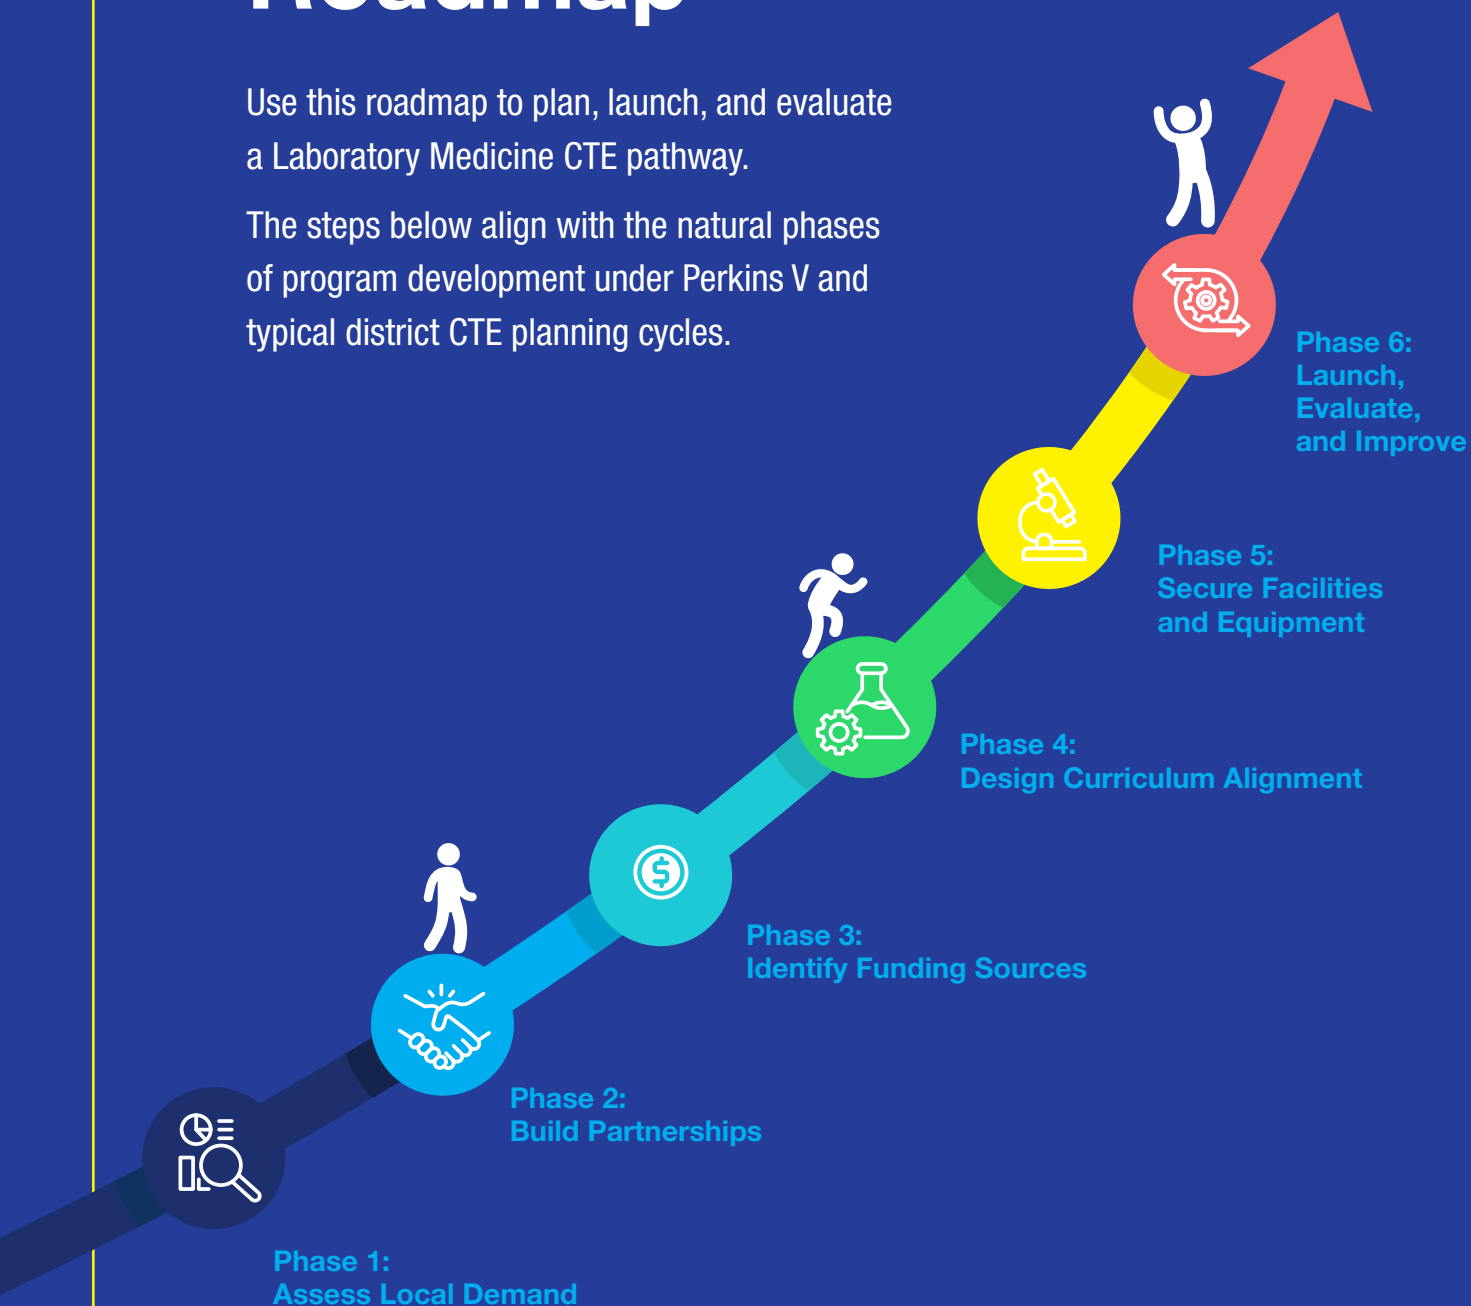 Roadmap
Use this roadmap to plan, launch, and evaluate
a Laboratory Medicine CTE pathway.
The steps below align with the natural phases
of program development under Perkins V and
typical district CTE planning cycles.
Phase 6:
Launch,
Evaluate,
and Improve
Phase 5:
Secure Facilities
and Equipment
Phase 4:
Design Curriculum Alignment
Phase 3:
Identify Funding Sources
Phase 2:
Build Partnerships
Phase 1:
Assess Local Demand